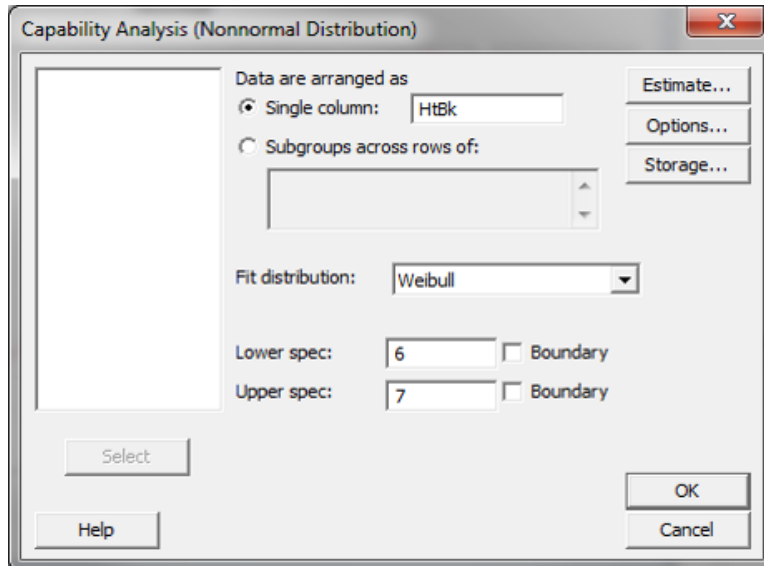 Capability Analysis (Nonnormal Distribution)
Data are arranged as
Single column: HtBk
Subgroups across rows of:
Estimate...
Options...
Storage...
Fit distribution: Weibull
Lower spec: 6 Boundary
Upper spec: 7 Boundary
Select
Help
OK
Cancel